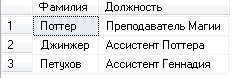 Фамилия Должность
1 Поттер Преподаватель Магии
2 Джинжер Ассистент Поттера
3 Петухов Ассистент Геннадия